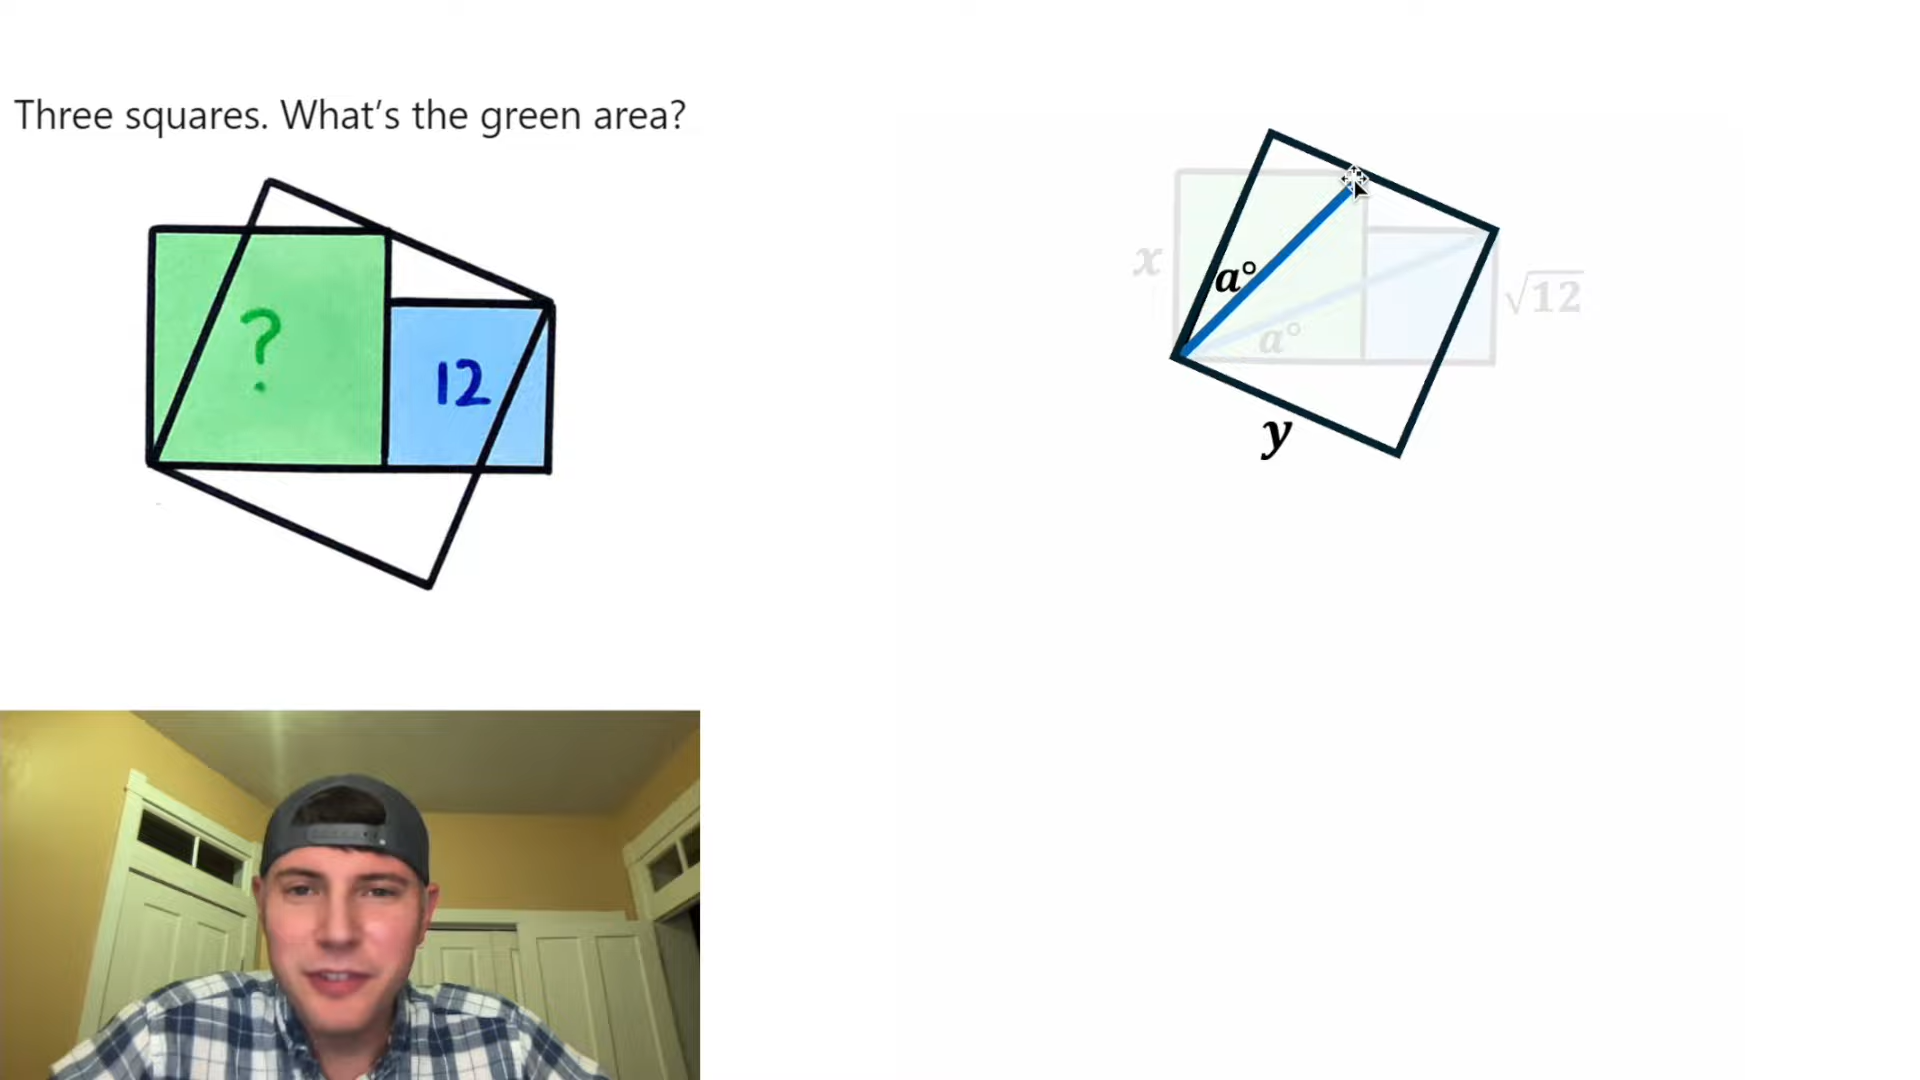 Three squares. What's the green area?
?
12
x
a°
a°
√12
y